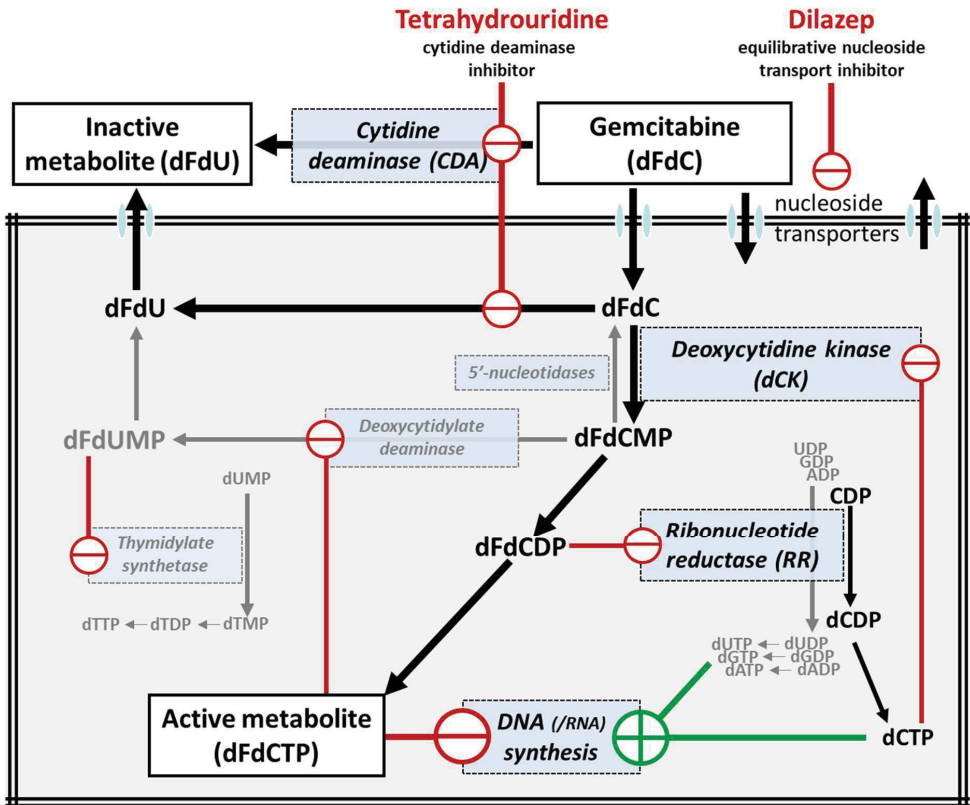 Tetrahydrouridine
cytidine deaminase
inhibitor
Dilazep
equilibrative nucleoside
transport inhibitor
Inactive
metabolite (dFdU)
Cytidine
deaminase (CDA)
Gemcitabine
(dFdC)
nucleoside
transporters
dFdU
dFdC
5’-nucleotidases
Deoxycytidine kinase
(dCK)
dFdUMP
Deoxycytidylate
deaminase
dFdCMP
dUMP
UDP
GDP
ADP
CDP
Thymidylate
synthetase
dFdCDP
Ribonucleotide
reductase (RR)
dTTP
dTDP
dTMP
dCDP
dUTP
dUDP
dGTP
dGDP
dATP
dADP
Active metabolite
(dFdCTP)
DNA (/RNA)
synthesis
dCTP